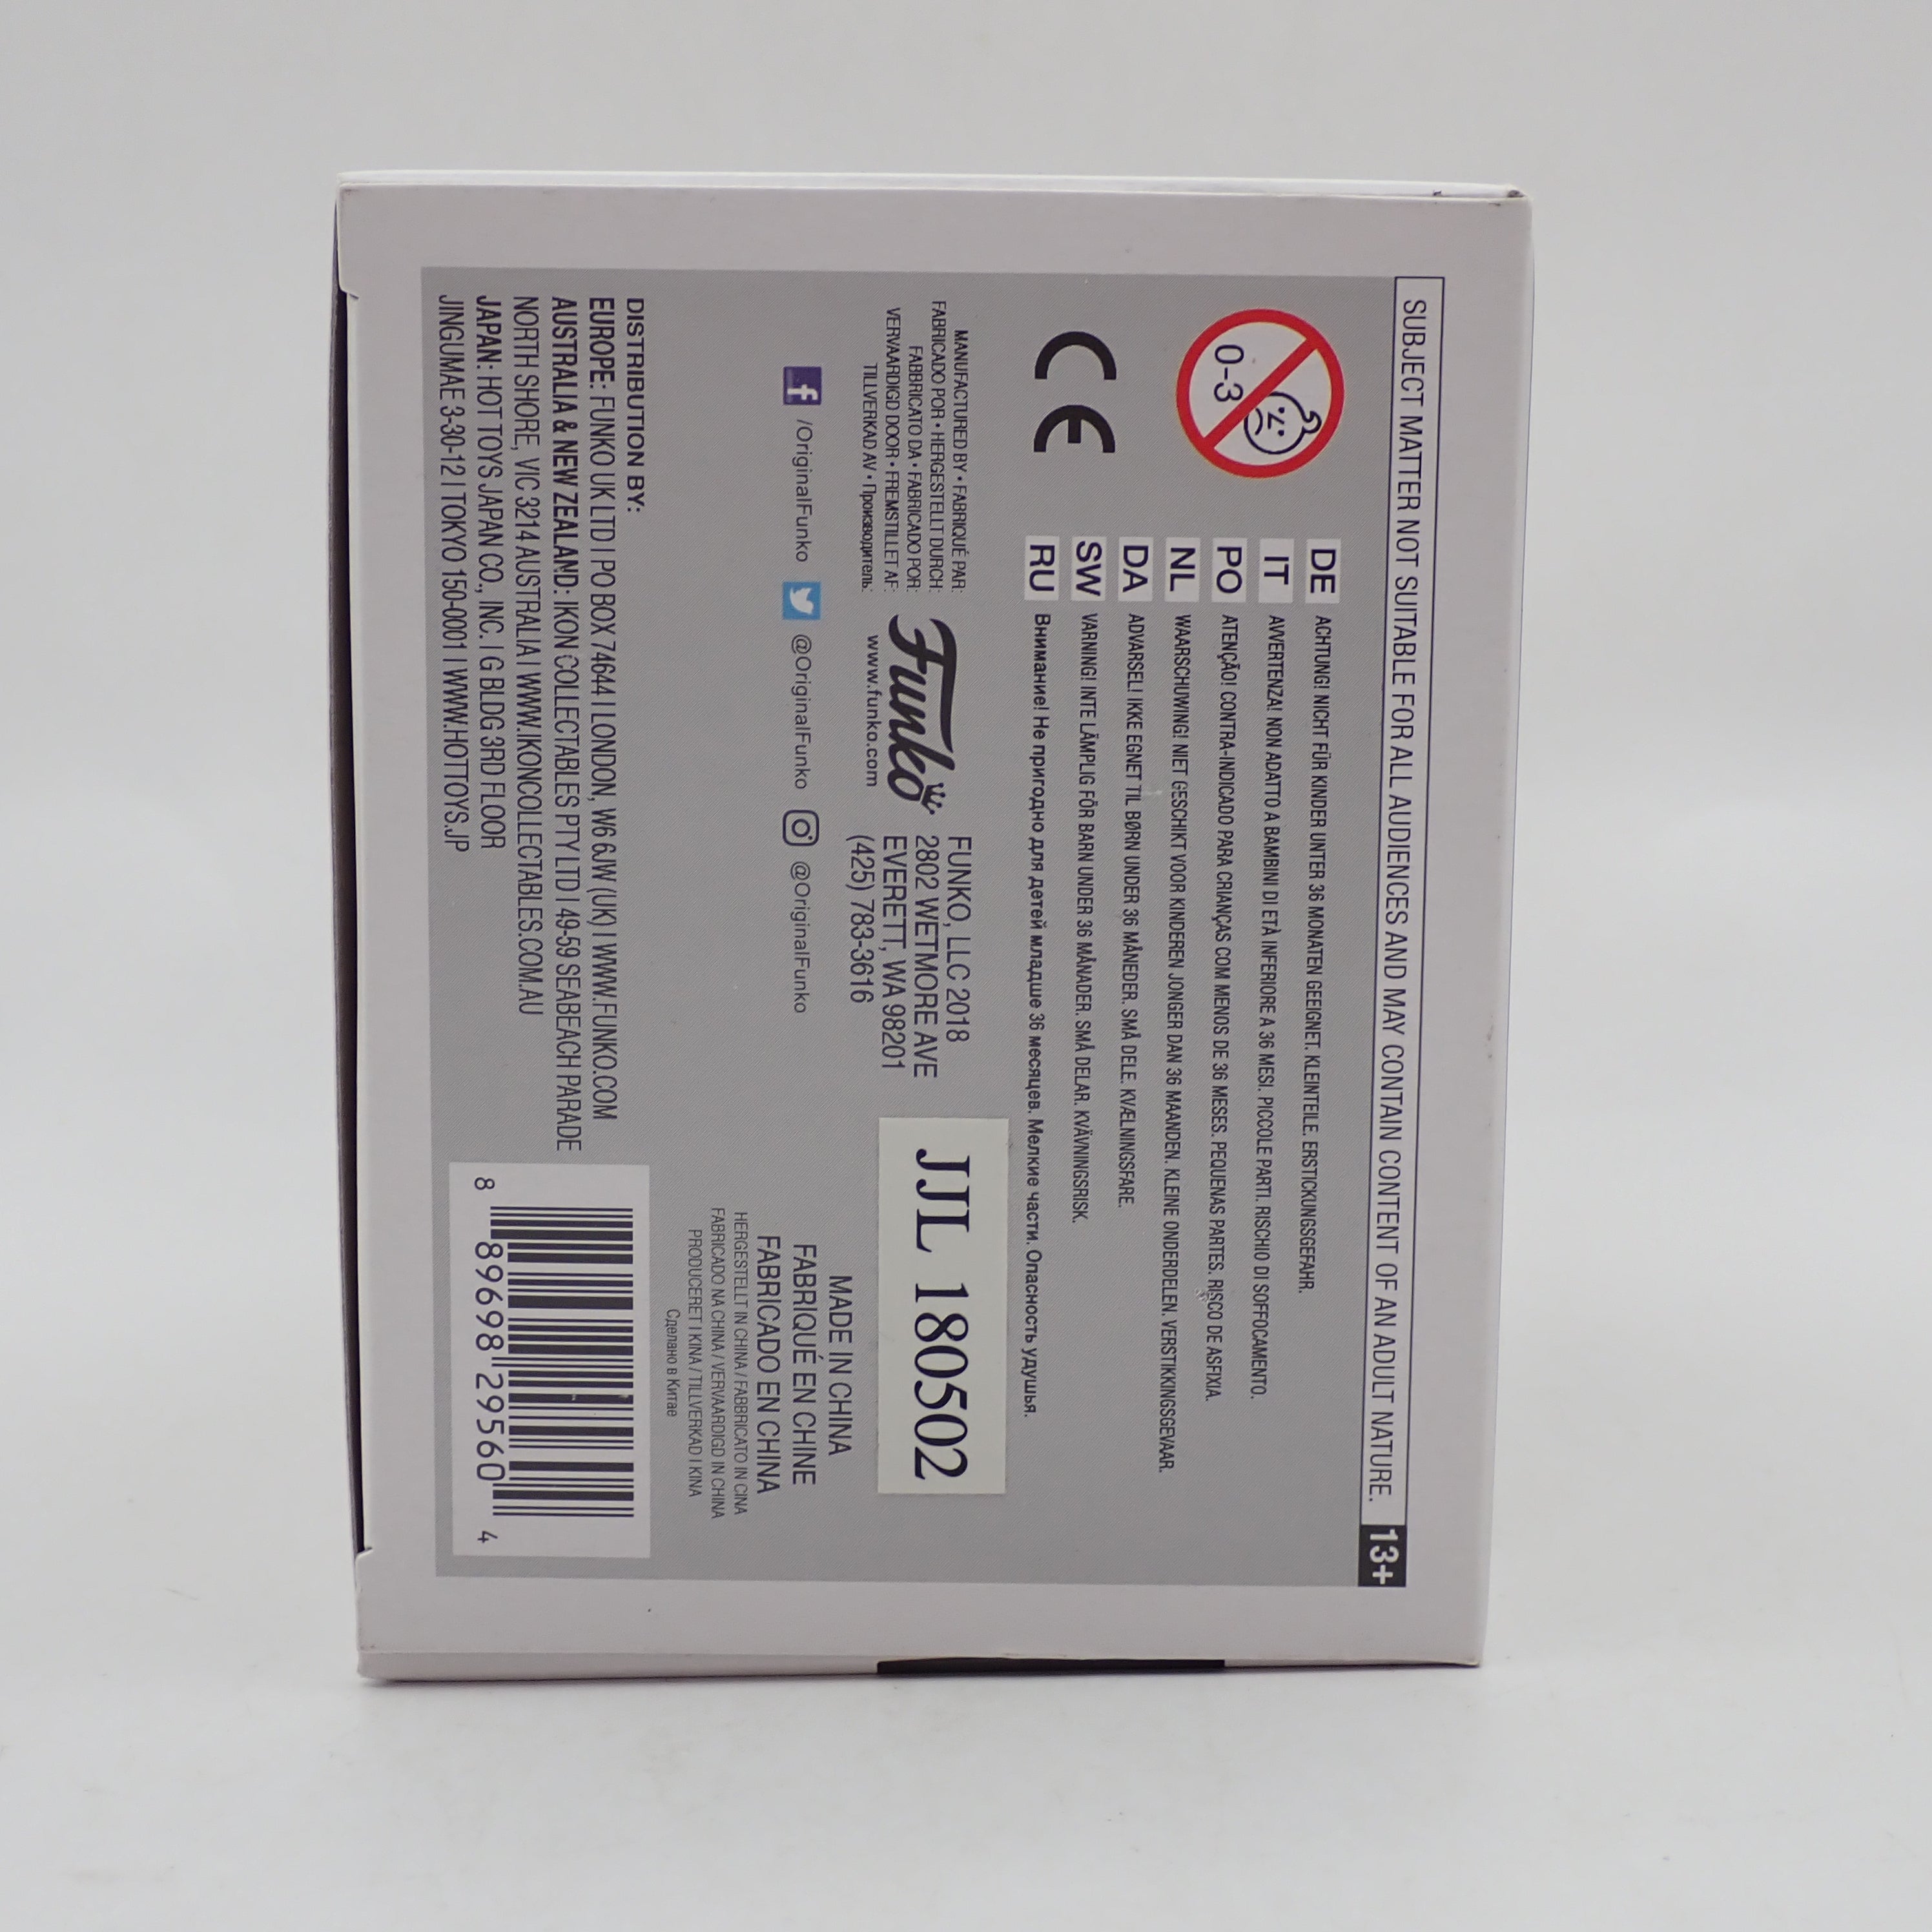 SUBJECT MATTER NOT SUITABLE FOR ALL AUDIENCES AND MAY CONTAIN CONTENT OF AN ADULT NATURE. 13+
0-3
DE ACHTUNG! NICHT FÜR KINDER UNTER 36 MONATEN GEEIGNET. KLEINTEILE. ERSTICKUNGSGEFAHR.
IT AVVERTENZA! NON ADATTO A BAMBINI DI ETÀ INFERIORE A 36 MESI. PICCOLE PARTI. RISCHIO DI SOFFOCAMENTO.
PO ATENÇÃO! CONTRA-INDICADO PARA CRIANÇAS COM MENOS DE 36 MESES. PEQUENAS PARTES. RISCO DE ASFIXIA.
NL WAARSCHUWING! NIET GESCHIKT VOOR KINDEREN JONGER DAN 36 MAANDEN. KLEINE ONDERDELEN. VERSTIKKINGSGEVAAR.
DA ADVARSEL! IKKE EGNET TIL BØRN UNDER 36 MÅNEDER. SMÅ DELE. KVÆLNINGSFARE.
SW VARNING! INTE LÄMPLIG FÖR BARN UNDER 36 MÅNADER. SMÅ DELAR. KVÄVNINGSRISK.
RU Внимание! Не пригодно для детей младше 36 месяцев. Мелкие части. Опасность удушья.
CE
MANUFACTURED BY • FABRIQUÉ PAR:
FABRICADO POR • HERGESTELLT DURCH:
FABBRICATO DA • FABRICADO POR:
VERVAARDIGD DOOR • FREMSTILLET AF:
TILLVERKAD AV • Производитель:
Funko
www.funko.com
FUNKO, LLC 2018
2802 WETMORE AVE
EVERETT, WA 98201
(425) 783-3616
JJL 180502
/OriginalFunko @OriginalFunko @OriginalFunko
MADE IN CHINA
FABRIQUÉ EN CHINE
FABRICADO EN CHINA
HERGESTELLT IN CHINA / FABBRICATO IN CINA
FABRICADO NA CHINA / VERVAARDIGD IN CHINA
PRODUCERET I KINA / TILLVERKAD I KINA
Сделано в Китае
DISTRIBUTION BY:
EUROPE: FUNKO UK LTD | PO BOX 74644 | LONDON, W6 6JW (UK) | WWW.FUNKO.COM
AUSTRALIA & NEW ZEALAND: IKON COLLECTABLES PTY LTD | 49-59 SEABEACH PARADE
NORTH SHORE, VIC 3214 AUSTRALIA | WWW.IKONCOLLECTABLES.COM.AU
JAPAN: HOT TOYS JAPAN CO., INC. | G BLDG 3RD FLOOR
JINGUMAE 3-30-12 | TOKYO 150-0001 | WWW.HOTTOYS.JP
8 89698 29560 4